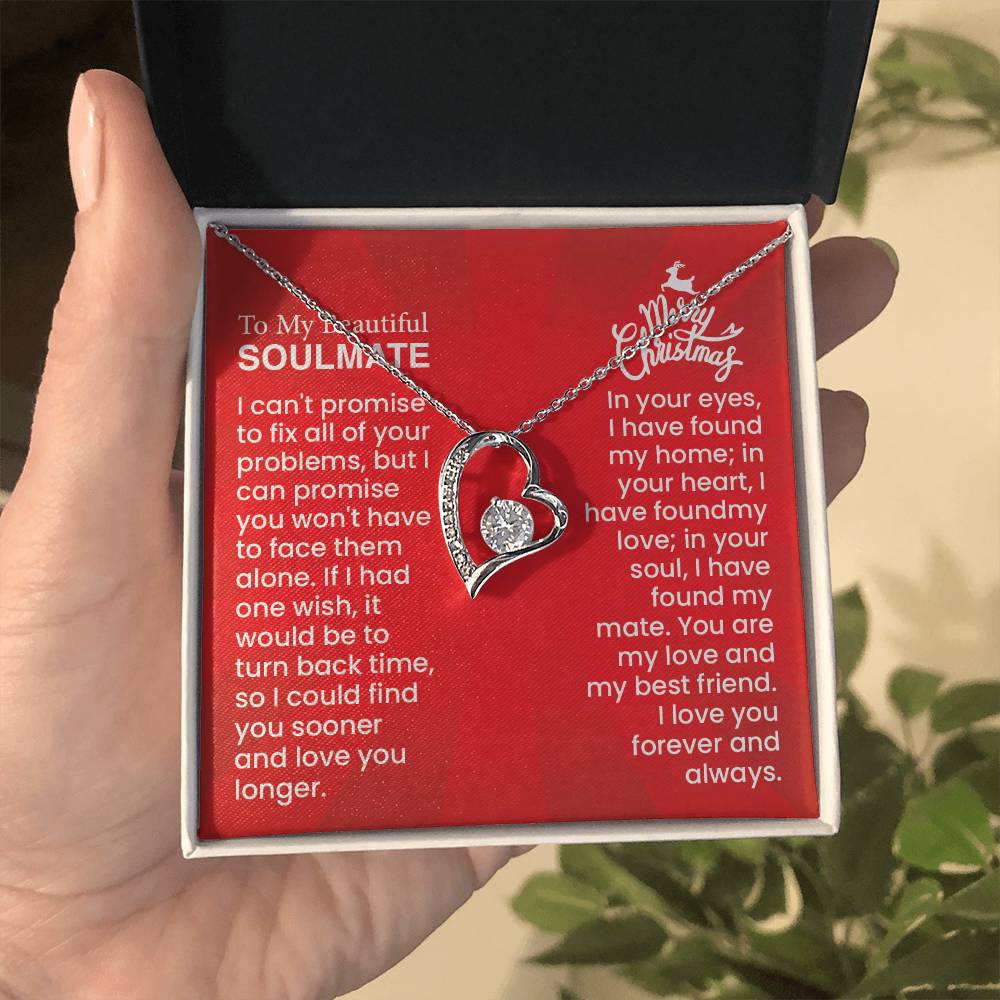 To My Beautiful
SOULMATE
I can't promise
to fix all of your
problems, but I
can promise
you won't have
to face them
alone. If I had
one wish, it
would be to
turn back time,
so I could find
you sooner
and love you
longer.
Merry
Christmas
In your eyes,
I have found
my home; in
your heart, I
have foundmy
love; in your
soul, I have
found my
mate. You are
my love and
my best friend.
I love you
forever and
always.